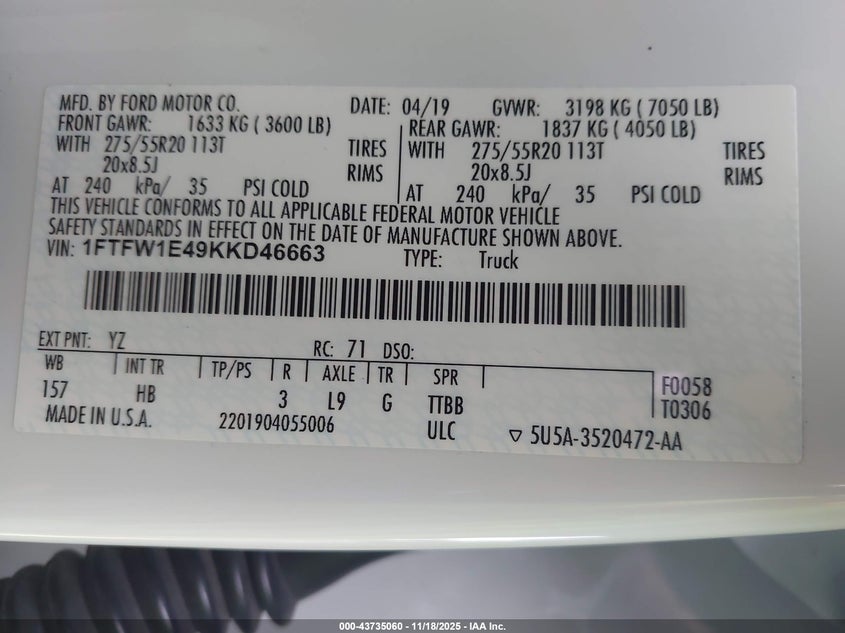 MFD. BY FORD MOTOR CO. DATE: 04/19 GVWR: 3198 KG ( 7050 LB)
FRONT GAWR: 1633 KG ( 3600 LB) REAR GAWR: 1837 KG ( 4050 LB)
WITH 275/55R20 113T TIRES WITH 275/55R20 113T TIRES
20x8.5J RIMS 20x8.5J RIMS
AT 240 kPa/ 35 PSI COLD AT 240 kPa/ 35 PSI COLD
THIS VEHICLE CONFORMS TO ALL APPLICABLE FEDERAL MOTOR VEHICLE
SAFETY STANDARDS IN EFFECT ON THE DATE OF MANUFACTURE SHOWN ABOVE.
VIN: 1FTFW1E49KKD46663 TYPE: Truck
EXT PNT: YZ RC: 71 DSO:
WB INT TR TP/PS R AXLE TR SPR F0058
157 HB 3 L9 G TTBB T0306
MADE IN U.S.A. 2201904055006 ULC ▽ 5U5A-3520472-AA
000-43735060 - 11/18/2025 - IAA Inc.